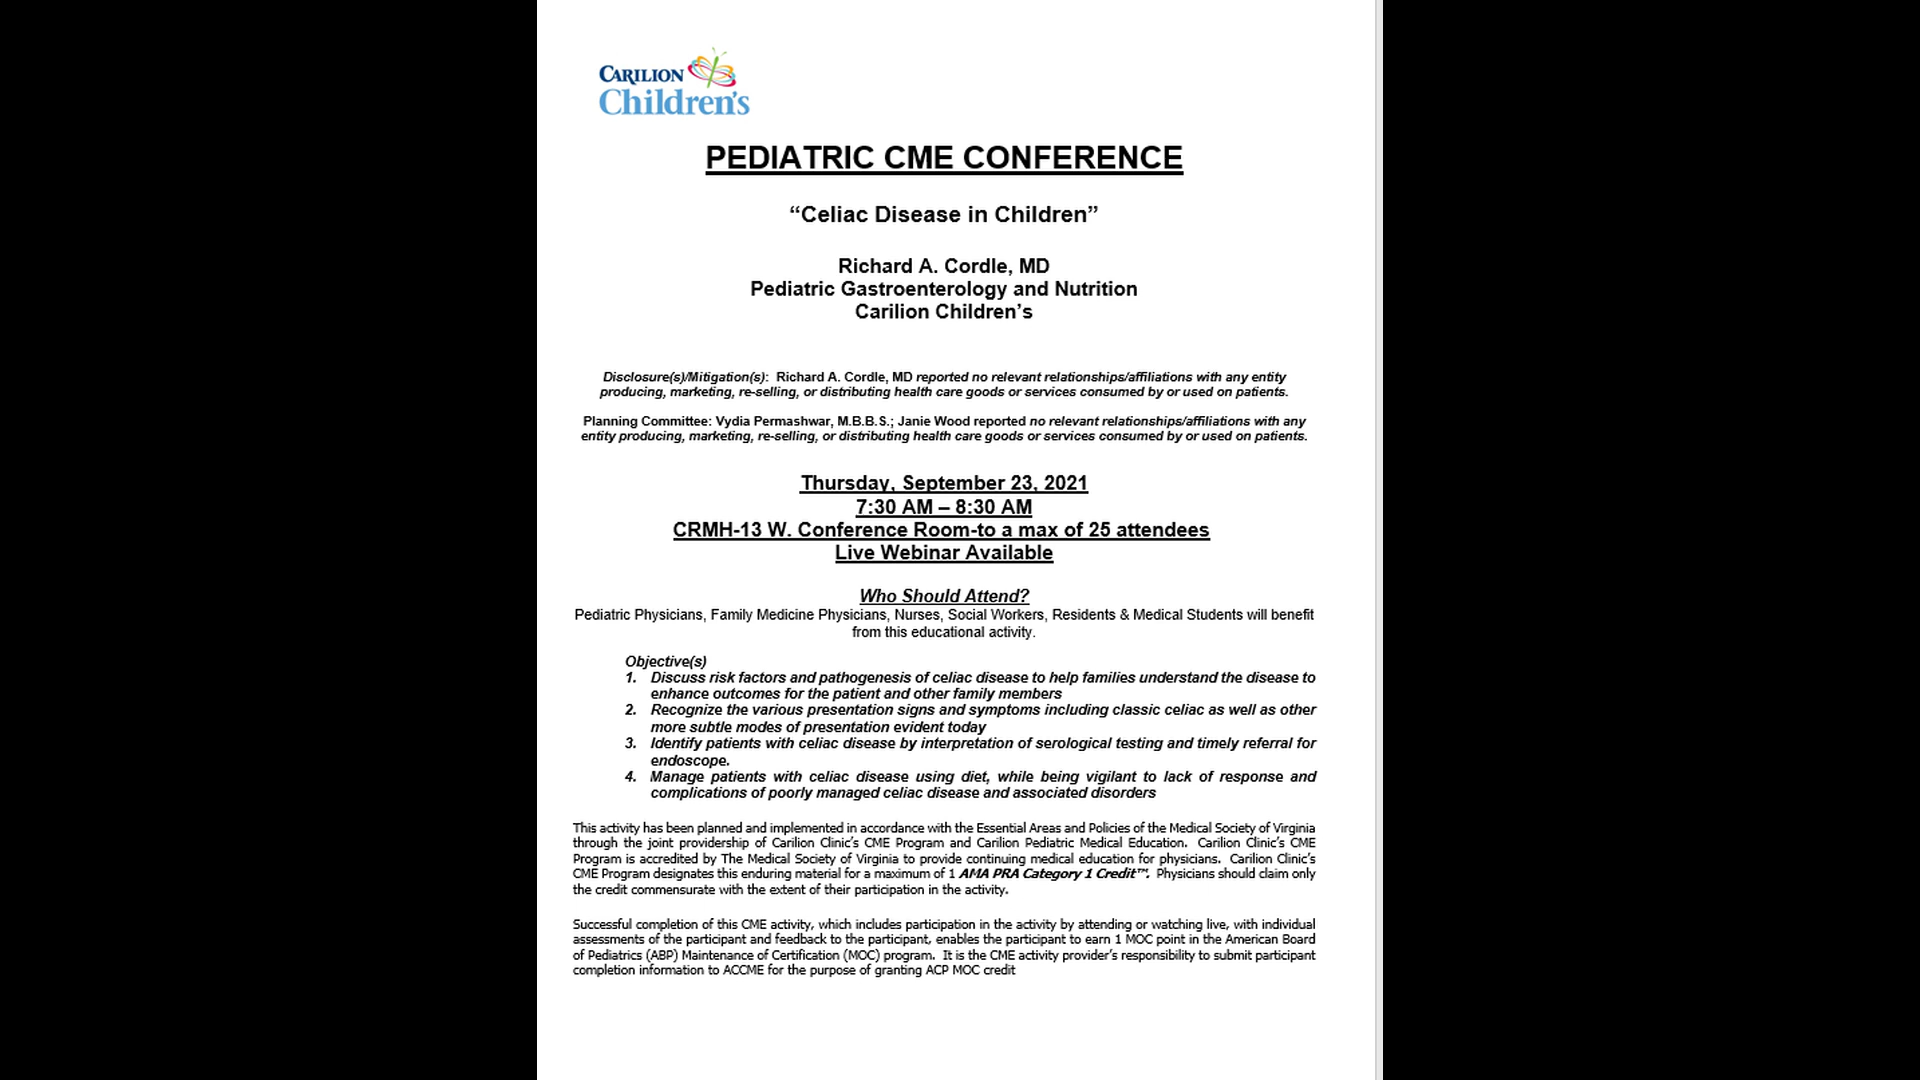 CARILION
Children's
PEDIATRIC CME CONFERENCE
“Celiac Disease in Children”
Richard A. Cordle, MD
Pediatric Gastroenterology and Nutrition
Carilion Children’s
Disclosure(s)/Mitigation(s): Richard A. Cordle, MD reported no relevant relationships/affiliations with any entity
producing, marketing, re-selling, or distributing health care goods or services consumed by or used on patients.
Planning Committee: Vydia Permashwar, M.B.B.S.; Janie Wood reported no relevant relationships/affiliations with any
entity producing, marketing, re-selling, or distributing health care goods or services consumed by or used on patients.
Thursday, September 23, 2021
7:30 AM – 8:30 AM
CRMH-13 W. Conference Room-to a max of 25 attendees
Live Webinar Available
Who Should Attend?
Pediatric Physicians, Family Medicine Physicians, Nurses, Social Workers, Residents & Medical Students will benefit
from this educational activity.
Objective(s)
1. Discuss risk factors and pathogenesis of celiac disease to help families understand the disease to
enhance outcomes for the patient and other family members
2. Recognize the various presentation signs and symptoms including classic celiac as well as other
more subtle modes of presentation evident today
3. Identify patients with celiac disease by interpretation of serological testing and timely referral for
endoscope.
4. Manage patients with celiac disease using diet, while being vigilant to lack of response and
complications of poorly managed celiac disease and associated disorders
This activity has been planned and implemented in accordance with the Essential Areas and Policies of the Medical Society of Virginia
through the joint providership of Carilion Clinic’s CME Program and Carilion Pediatric Medical Education. Carilion Clinic’s CME
Program is accredited by The Medical Society of Virginia to provide continuing medical education for physicians. Carilion Clinic’s
CME Program designates this enduring material for a maximum of 1 AMA PRA Category 1 Credit™. Physicians should claim only
the credit commensurate with the extent of their participation in the activity.
Successful completion of this CME activity, which includes participation in the activity by attending or watching live, with individual
assessments of the participant and feedback to the participant, enables the participant to earn 1 MOC point in the American Board
of Pediatrics (ABP) Maintenance of Certification (MOC) program. It is the CME activity provider’s responsibility to submit participant
completion information to ACCME for the purpose of granting ACP MOC credit